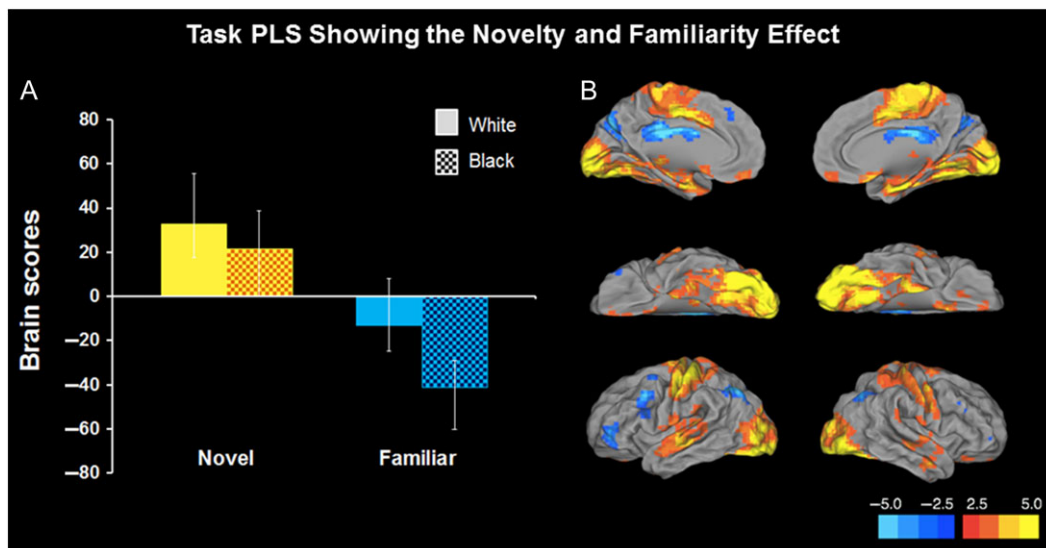 Task PLS Showing the Novelty and Familiarity Effect
A
B
80
60
40
20
0
−20
−40
−60
−80
Brain scores
White
Black
Novel
Familiar
−5.0 −2.5 2.5 5.0